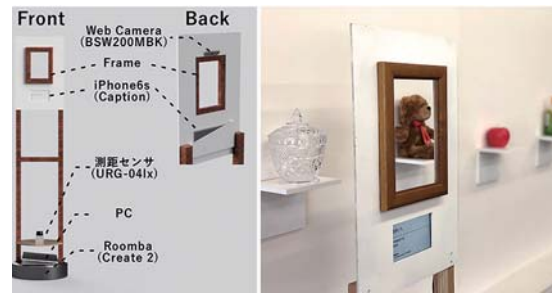 Front
Back
Web Camera
(BSW200MBK)
Frame
iPhone6s
(Caption)
測距センサ
(URG-04lx)
PC
Roomba
(Create 2)